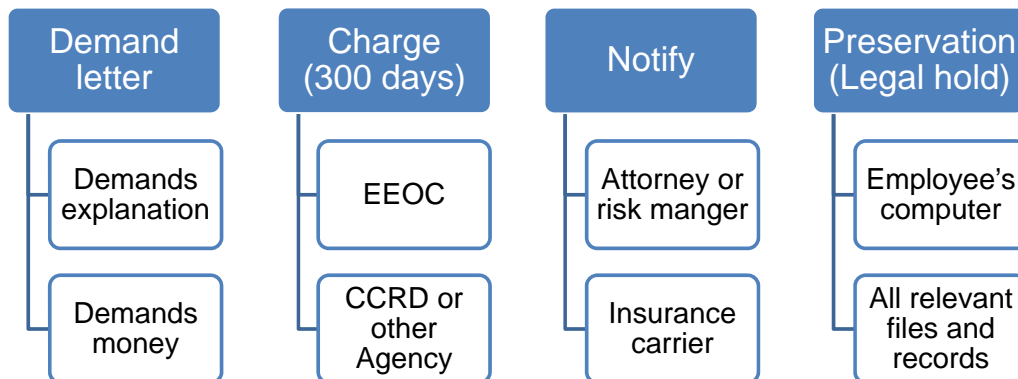 Demand
letter
Demands
explanation
Demands
money
Charge
(300 days)
EEOC
CCRD or
other
Agency
Notify
Attorney or
risk manger
Insurance
carrier
Preservation
(Legal hold)
Employee’s
computer
All relevant
files and
records